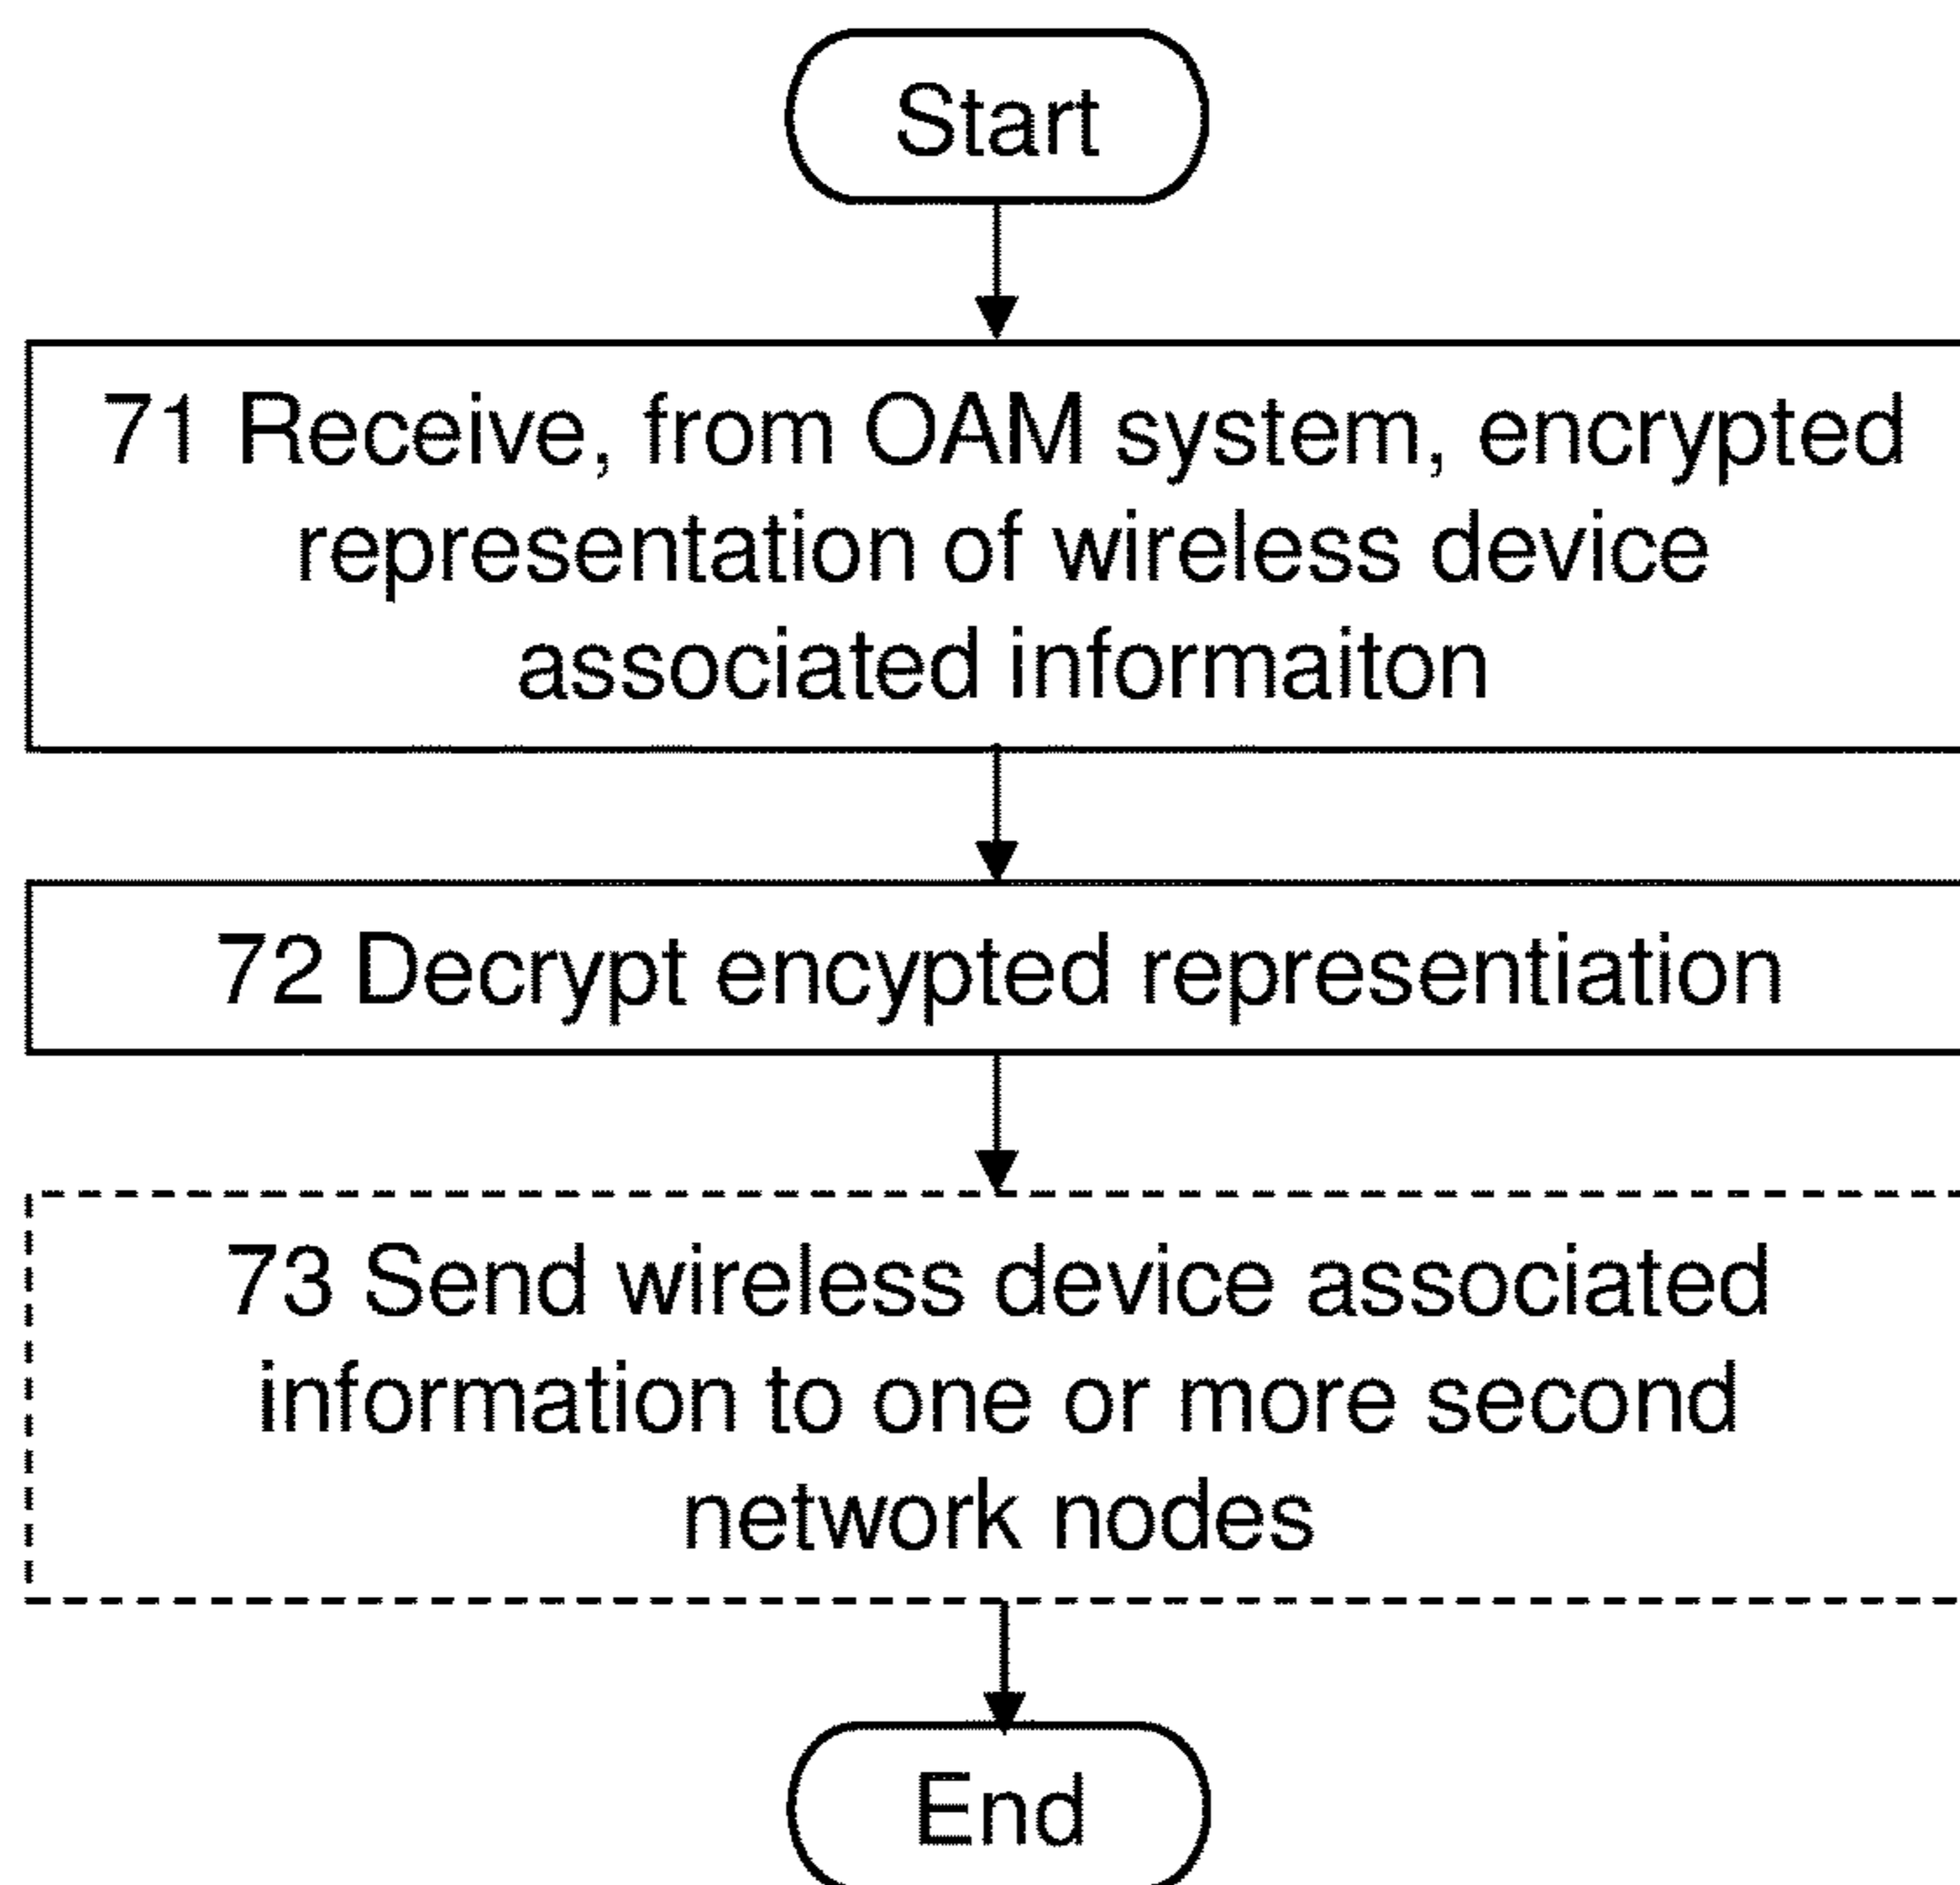 Start
71 Receive, from OAM system, encrypted
representation of wireless device
associated informaiton
72 Decrypt encypted representiation
73 Send wireless device associated
information to one or more second
network nodes
End